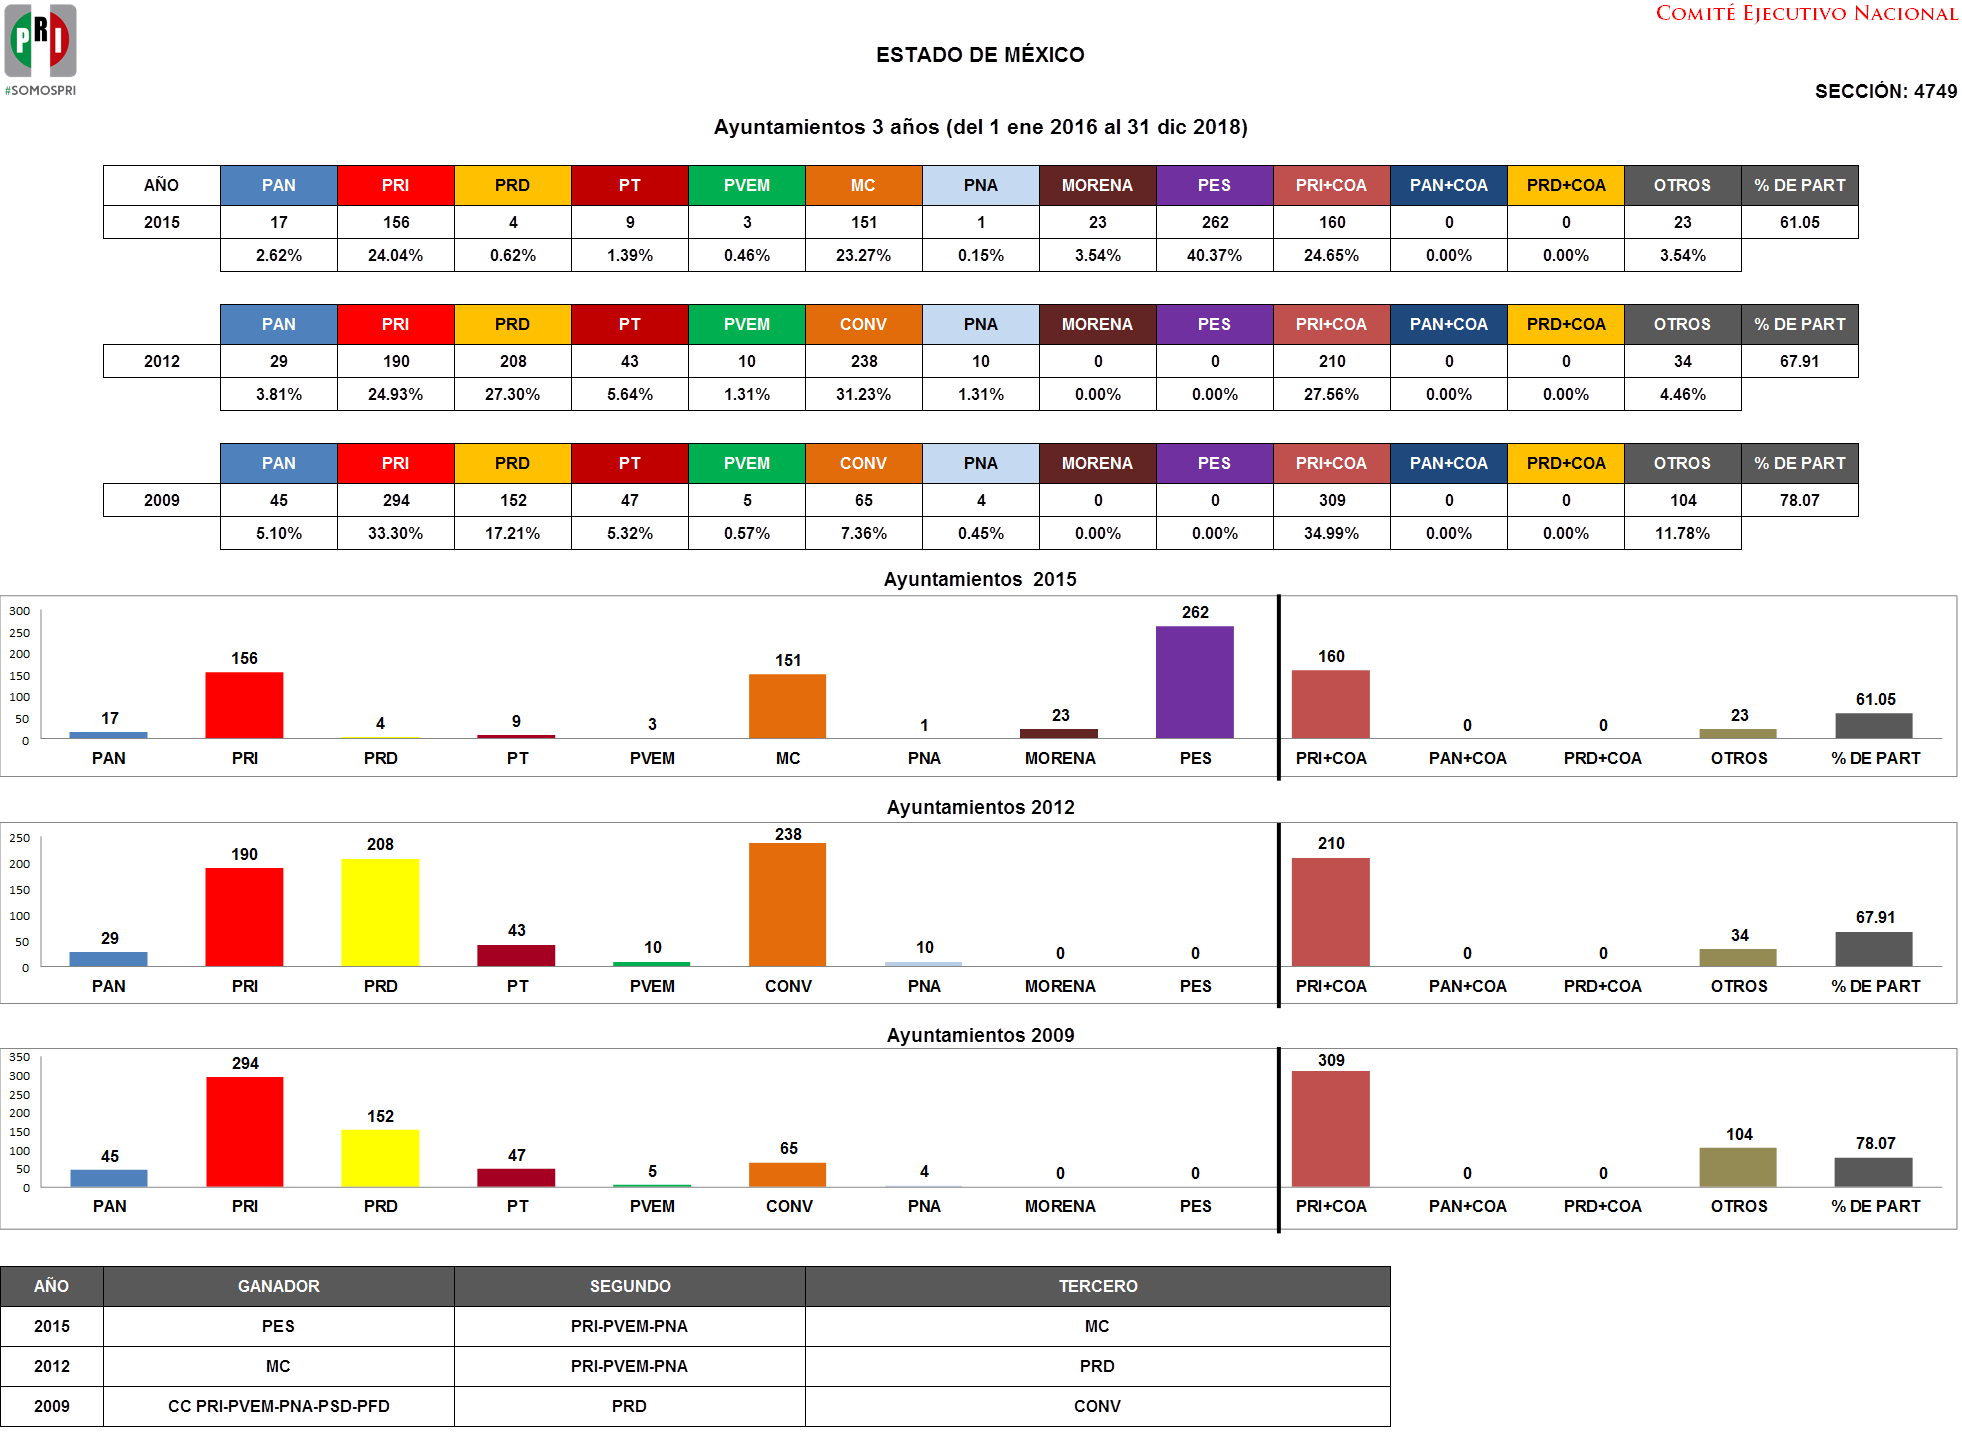 PRI
#SOMOSPRI
COMITÉ EJECUTIVO NACIONAL
ESTADO DE MÉXICO
SECCIÓN: 4749
Ayuntamientos 3 años (del 1 ene 2016 al 31 dic 2018)
AÑO PAN PRI PRD PT PVEM MC PNA MORENA PES PRI+COA PAN+COA PRD+COA OTROS % DE PART
2015 17 156 4 9 3 151 1 23 262 160 0 0 23 61.05
2.62% 24.04% 0.62% 1.39% 0.46% 23.27% 0.15% 3.54% 40.37% 24.65% 0.00% 0.00% 3.54%
PAN PRI PRD PT PVEM CONV PNA MORENA PES PRI+COA PAN+COA PRD+COA OTROS % DE PART
2012 29 190 208 43 10 238 10 0 0 210 0 0 34 67.91
3.81% 24.93% 27.30% 5.64% 1.31% 31.23% 1.31% 0.00% 0.00% 27.56% 0.00% 0.00% 4.46%
PAN PRI PRD PT PVEM CONV PNA MORENA PES PRI+COA PAN+COA PRD+COA OTROS % DE PART
2009 45 294 152 47 5 65 4 0 0 309 0 0 104 78.07
5.10% 33.30% 17.21% 5.32% 0.57% 7.36% 0.45% 0.00% 0.00% 34.99% 0.00% 0.00% 11.78%
Ayuntamientos 2015
300
250
200
150
100
50
0
17 156 4 9 3 151 1 23 262 160 0 0 23 61.05
PAN PRI PRD PT PVEM MC PNA MORENA PES PRI+COA PAN+COA PRD+COA OTROS % DE PART
Ayuntamientos 2012
250
200
150
100
50
0
29 190 208 43 10 238 10 0 0 210 0 0 34 67.91
PAN PRI PRD PT PVEM CONV PNA MORENA PES PRI+COA PAN+COA PRD+COA OTROS % DE PART
Ayuntamientos 2009
350
300
250
200
150
100
50
0
45 294 152 47 5 65 4 0 0 309 0 0 104 78.07
PAN PRI PRD PT PVEM CONV PNA MORENA PES PRI+COA PAN+COA PRD+COA OTROS % DE PART
AÑO GANADOR SEGUNDO TERCERO
2015 PES PRI-PVEM-PNA MC
2012 MC PRI-PVEM-PNA PRD
2009 CC PRI-PVEM-PNA-PSD-PFD PRD CONV